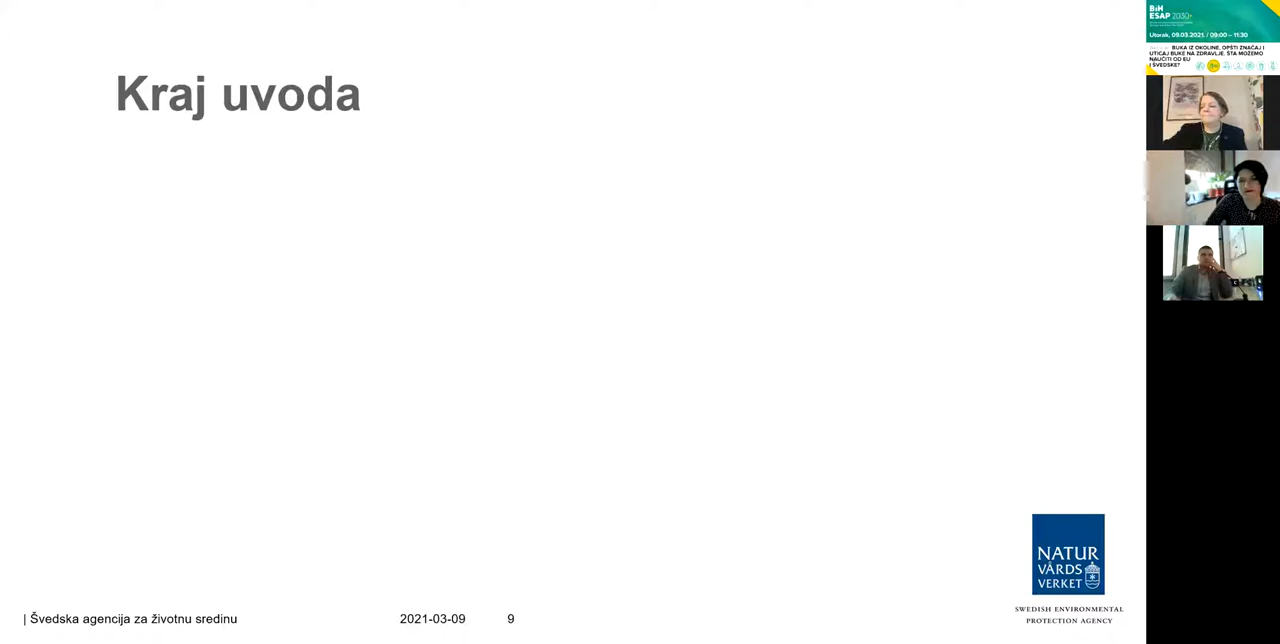 Kraj uvoda
BiH
ESAP 2030+
Utorak, 09.03.2021. / 09:00 – 11:30
BUKA IZ OKOLINE, OPŠTI ZNAČAJ I
UTICAJ BUKE NA ZDRAVLJE. ŠTA MOŽEMO
NAUČITI OD EU
I ŠVEDSKE?
NATUR
VÅRDS
VERKET
SWEDISH ENVIRONMENTAL
PROTECTION AGENCY
| Švedska agencija za životnu sredinu 2021-03-09 9